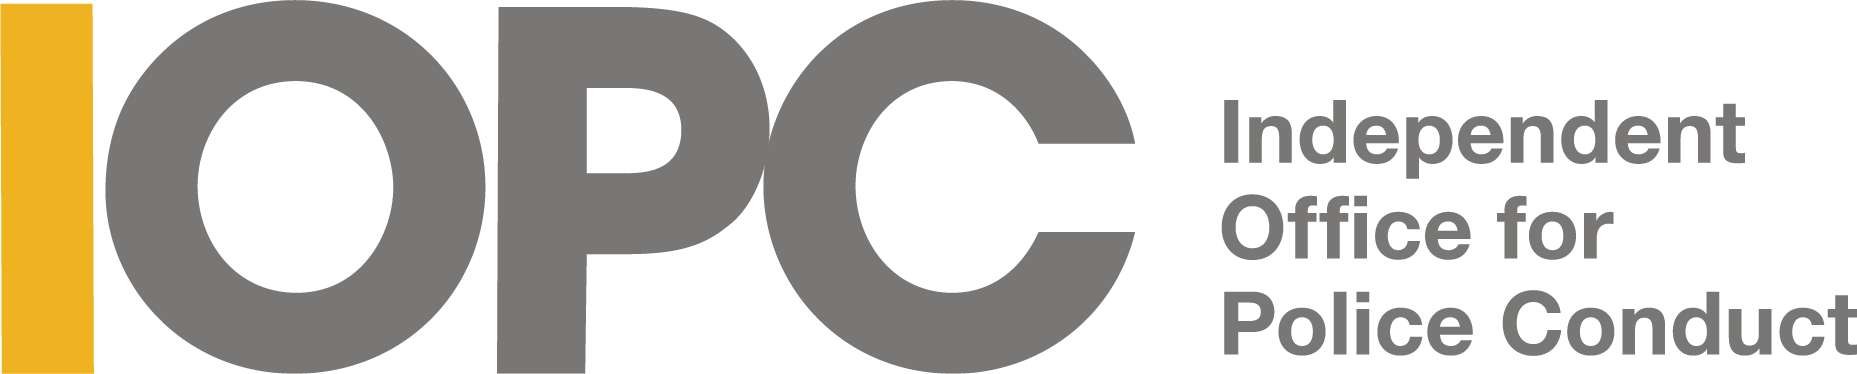 IOPC
Independent
Office for
Police Conduct